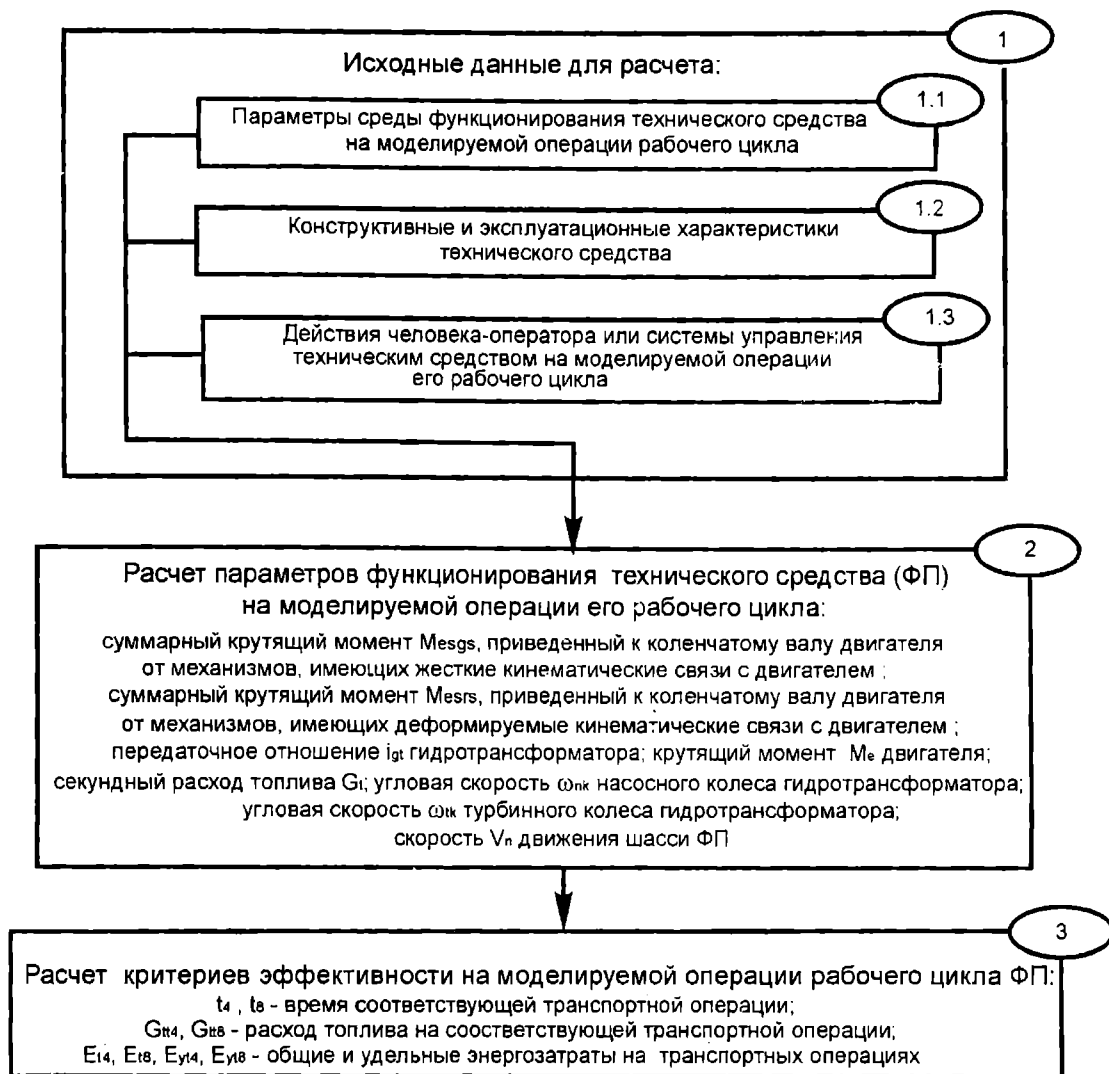 1
Исходные данные для расчета:
1.1
Параметры среды функционирования технического средства
на моделируемой операции рабочего цикла
1.2
Конструктивные и эксплуатационные характеристики
технического средства
1.3
Действия человека-оператора или системы управления
техническим средством на моделируемой операции
его рабочего цикла
2
Расчет параметров функционирования технического средства (ФП)
на моделируемой операции его рабочего цикла:
суммарный крутящий момент Mesgs, приведенный к коленчатому валу двигателя
от механизмов, имеющих жесткие кинематические связи с двигателем ;
суммарный крутящий момент Mesrs, приведенный к коленчатому валу двигателя
от механизмов, имеющих деформируемые кинематические связи с двигателем ;
передаточное отношение igt гидротрансформатора; крутящий момент Me двигателя;
секундный расход топлива Gt; угловая скорость ωnk насосного колеса гидротрансформатора;
угловая скорость ωtk турбинного колеса гидротрансформатора;
скорость Vn движения шасси ФП
3
Расчет критериев эффективности на моделируемой операции рабочего цикла ФП:
t4 , t8 - время соответствующей транспортной операции;
Gtt4, Gtt8 - расход топлива на соостветствующей транспортной операции;
Et4, Et8, Eyt4, Eyt8 - общие и удельные энергозатраты на транспортных операциях